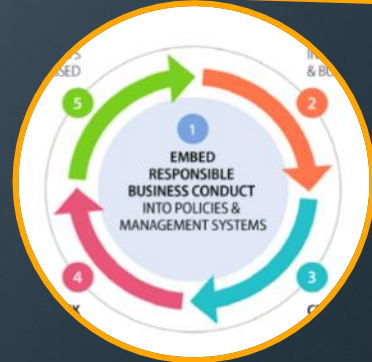 5
2
1
EMBED
RESPONSIBLE
BUSINESS CONDUCT
INTO POLICIES &
MANAGEMENT SYSTEMS
4
3